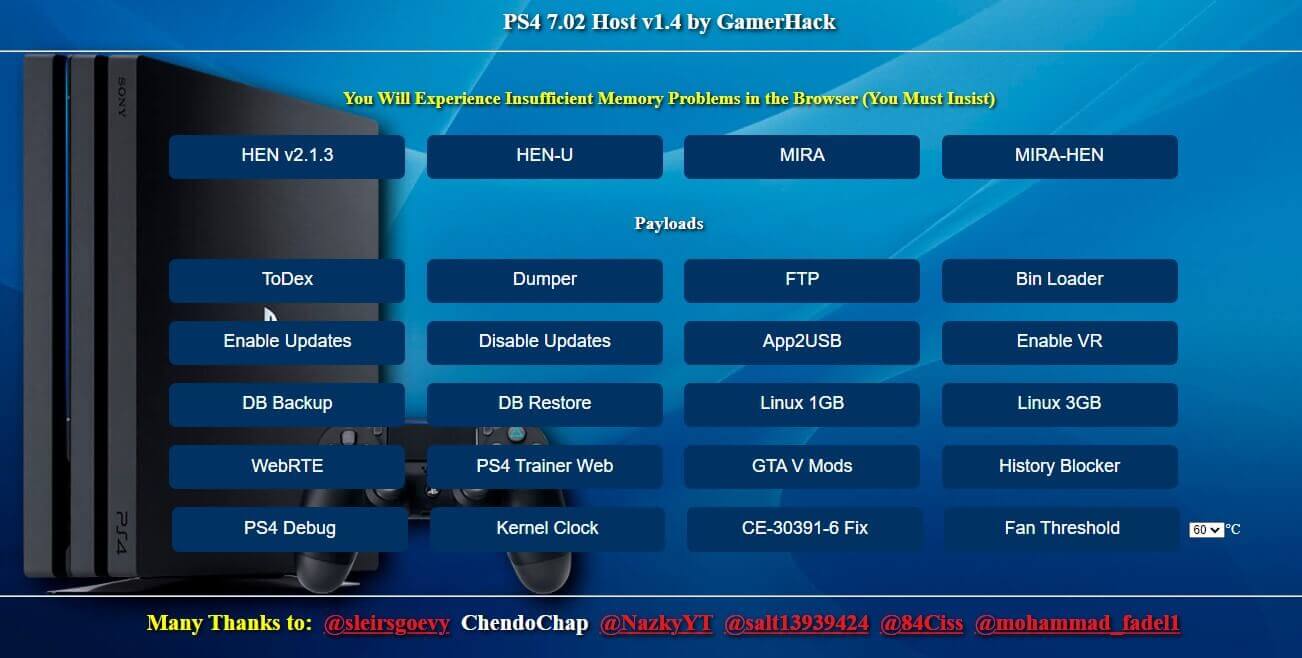 PS4 7.02 Host v1.4 by GamerHack
SONY
You Will Experience Insufficient Memory Problems in the Browser (You Must Insist)
HEN v2.1.3 HEN-U MIRA MIRA-HEN
Payloads
ToDex Dumper FTP Bin Loader
Enable Updates Disable Updates App2USB Enable VR
DB Backup DB Restore Linux 1GB Linux 3GB
WebRTE PS4 Trainer Web GTA V Mods History Blocker
PS4 Debug Kernel Clock CE-30391-6 Fix Fan Threshold 60 °C
PS4
Many Thanks to: @sleirsgoevy ChendoChap @NazkyYT @salt13939424 @84Ciss @mohammad_fadel1